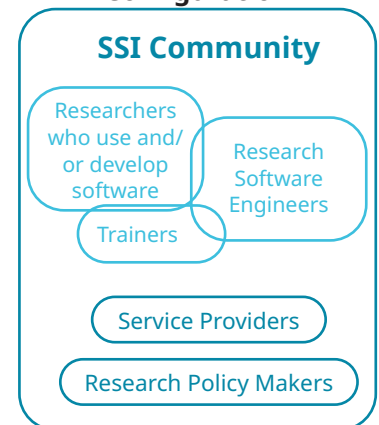 SSI Community
Researchers
who use and/
or develop
software
Research
Software
Engineers
Trainers
Service Providers
Research Policy Makers